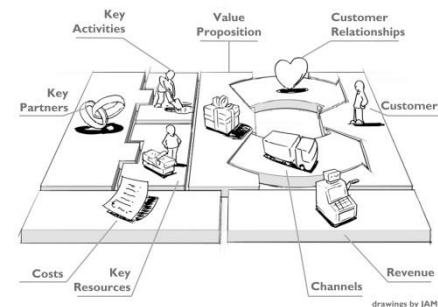 Key
Activities
Value
Proposition
Customer
Relationships
Key
Partners
Customer
Costs
Key
Resources
Channels
Revenue
drawings by JAM